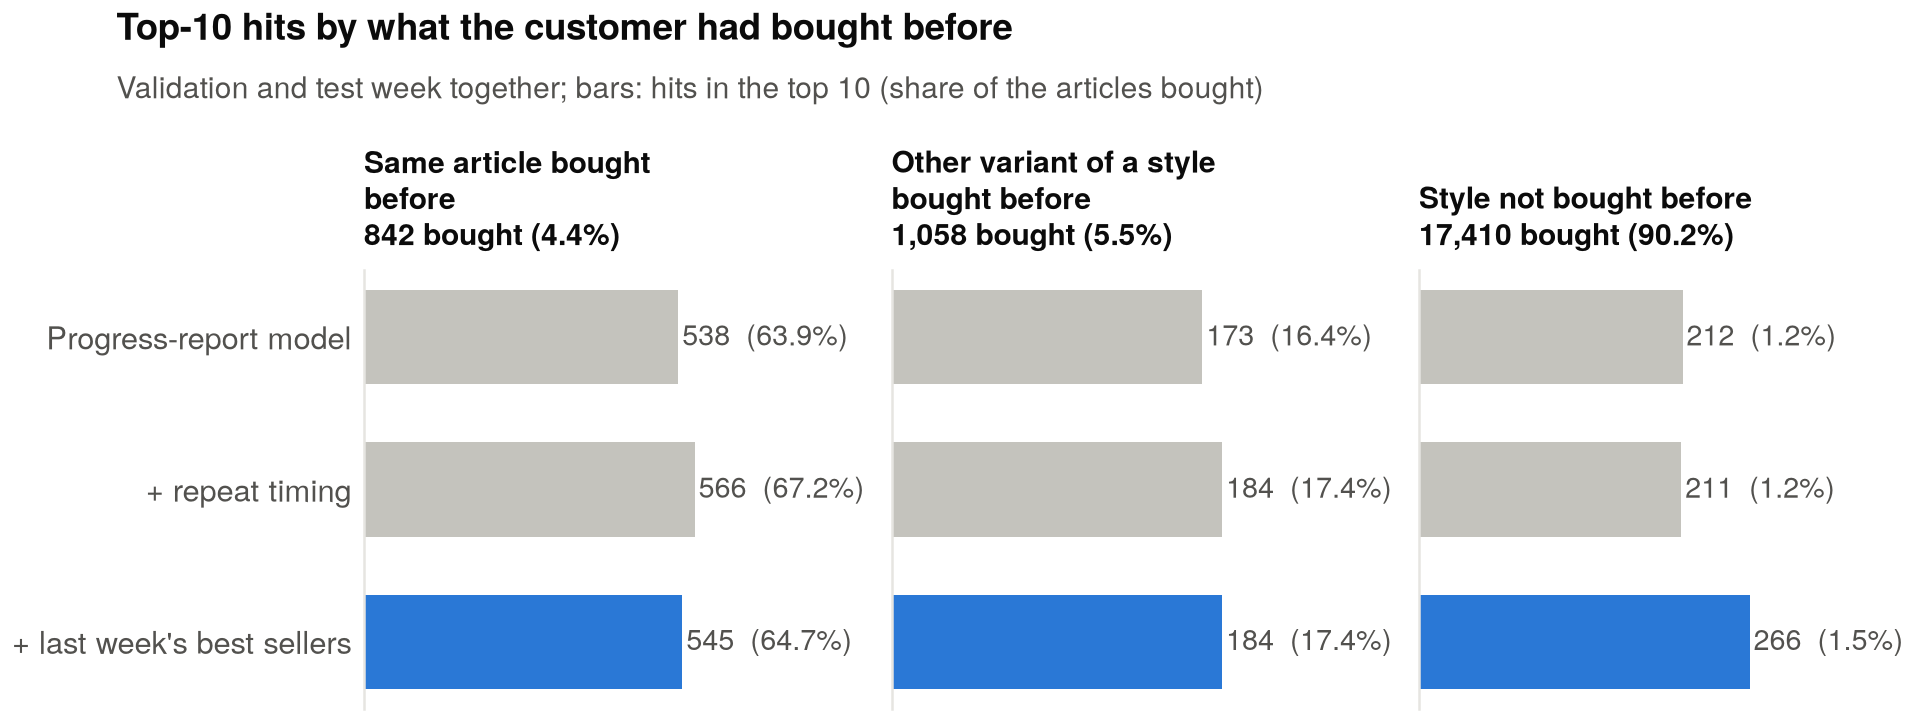 Top-10 hits by what the customer had bought before
Validation and test week together; bars: hits in the top 10 (share of the articles bought)
Same article bought
before
842 bought (4.4%)
Other variant of a style
bought before
1,058 bought (5.5%)
Style not bought before
17,410 bought (90.2%)
Progress-report model
538 (63.9%)
173 (16.4%)
212 (1.2%)
+ repeat timing
566 (67.2%)
184 (17.4%)
211 (1.2%)
+ last week's best sellers
545 (64.7%)
184 (17.4%)
266 (1.5%)